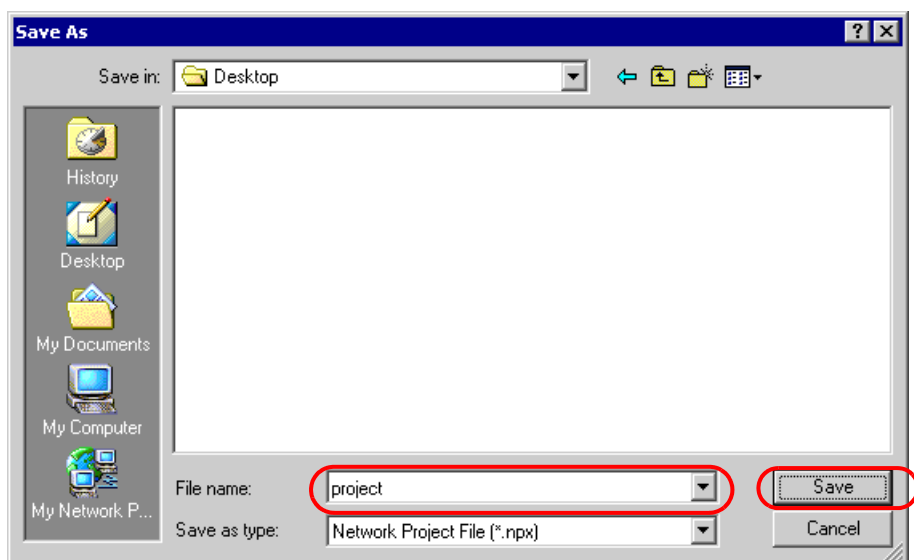 Save As
Save in: Desktop
History
Desktop
My Documents
My Computer
My Network P...
File name: project Save
Save as type: Network Project File (*.npx) Cancel